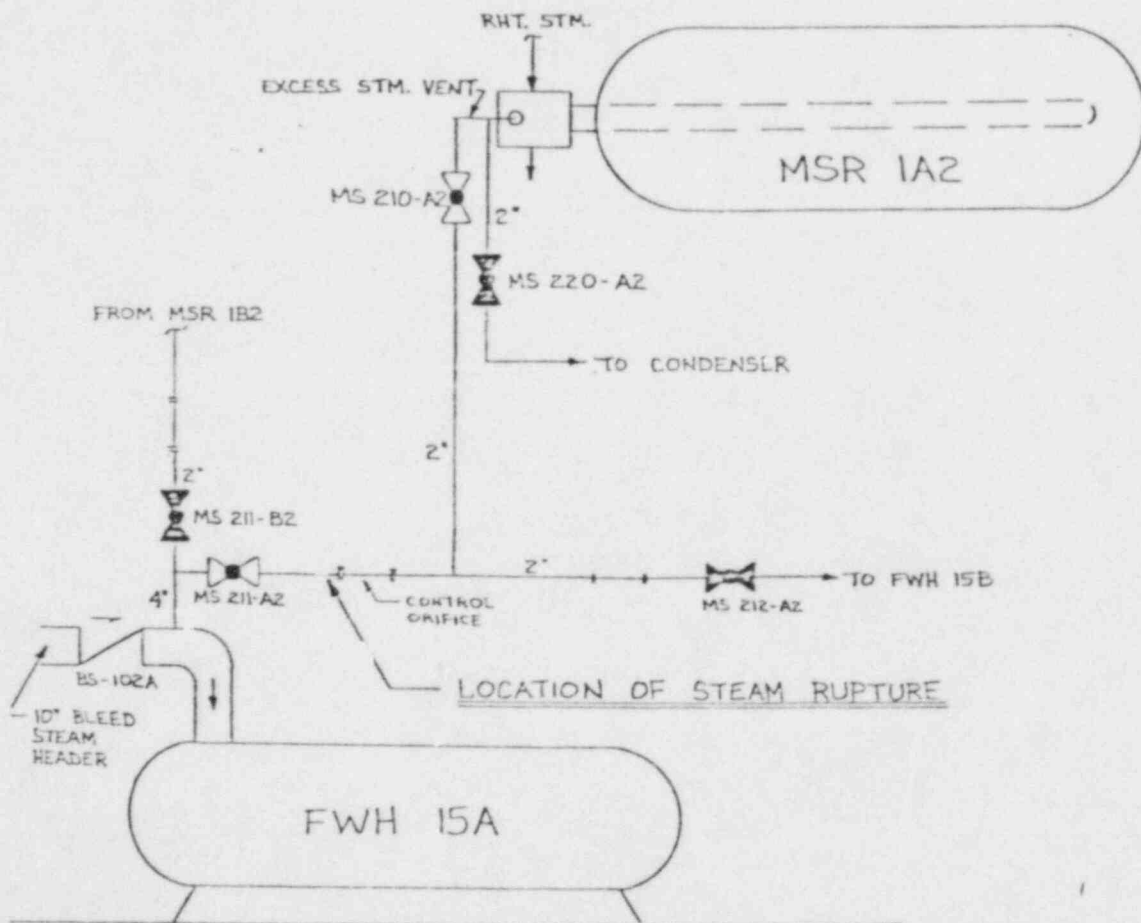 RHT. STM.
EXCESS STM. VENT
MSR 1A2
MS 210-A2
2"
MS 220-A2
FROM MSR 1B2
TO CONDENSER
2"
2"
MS 211-B2
2"
TO FWH 15B
MS 211-A2
CONTROL
ORIFICE
MS 212-A2
4"
BS-102A
LOCATION OF STEAM RUPTURE
10" BLEED
STEAM
HEADER
FWH 15A